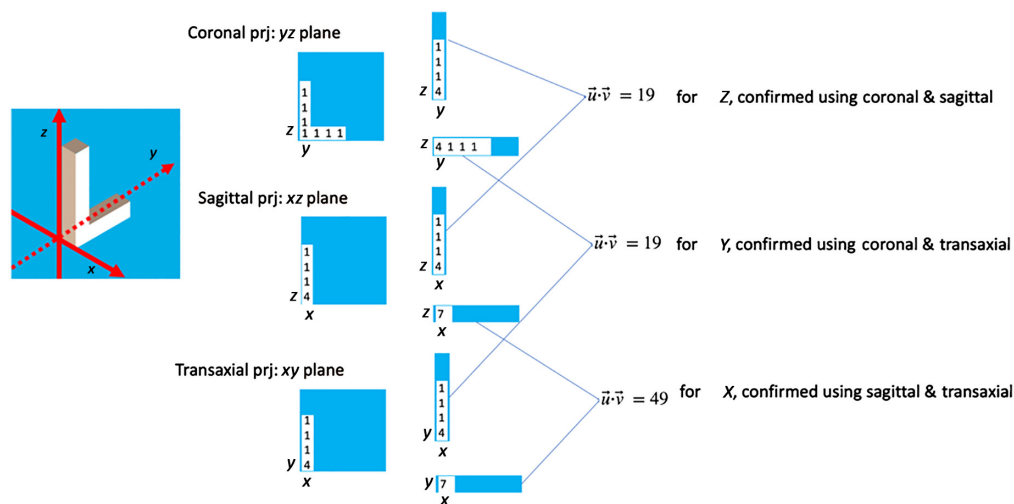 Coronal prj: yz plane
1
1
1
1 1 1 1
z
y
1
1
1
4
z
y
z 4 1 1 1
y
u⃗·v⃗ = 19 for Z, confirmed using coronal & sagittal
z
y
x
Sagittal prj: xz plane
1
1
1
z 4
x
1
1
1
z 4
x
z 7
x
u⃗·v⃗ = 19 for Y, confirmed using coronal & transaxial
Transaxial prj: xy plane
1
1
1
y 4
x
1
1
1
y 4
x
y 7
x
u⃗·v⃗ = 49 for X, confirmed using sagittal & transaxial